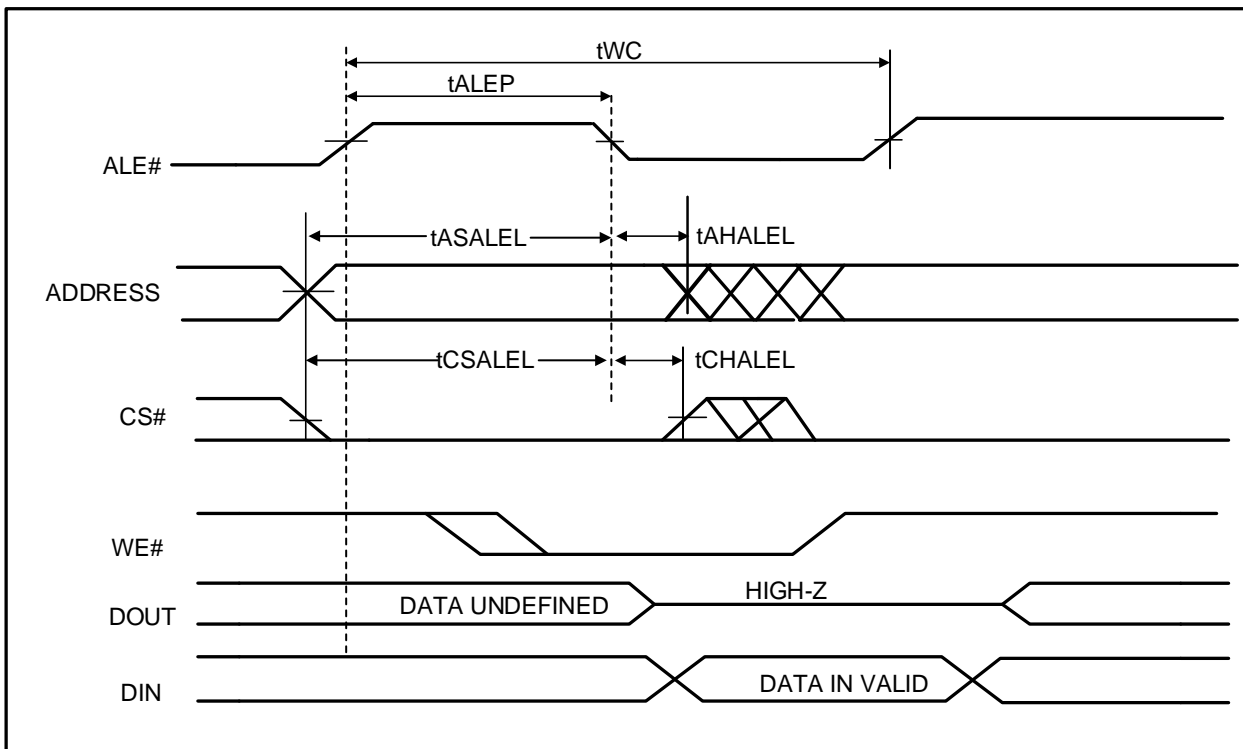 tWC
tALEP
ALE#
tASALEL
tAHALEL
ADDRESS
tCSALEL
tCHALEL
CS#
WE#
DOUT
DATA UNDEFINED
HIGH-Z
DIN
DATA IN VALID